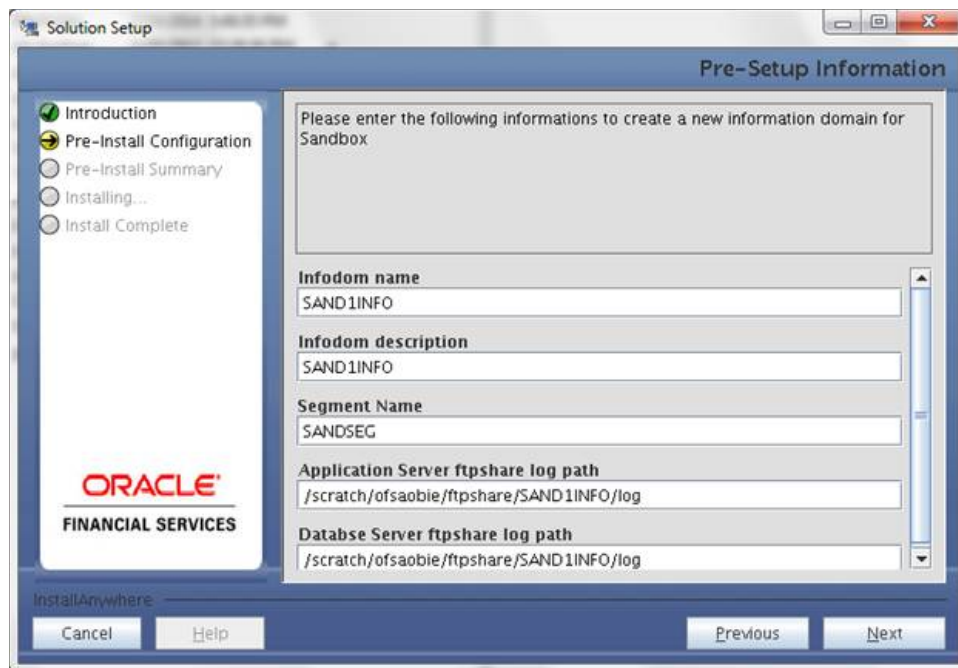 Solution Setup
Pre-Setup Information
Introduction
Pre-Install Configuration
Pre-Install Summary
Installing...
Install Complete
ORACLE®
FINANCIAL SERVICES
Please enter the following informations to create a new information domain for
Sandbox
Infodom name
SAND1INFO
Infodom description
SAND1INFO
Segment Name
SANDSEG
Application Server ftpshare log path
/scratch/ofsaobie/ftpshare/SAND1INFO/log
Databse Server ftpshare log path
/scratch/ofsaobie/ftpshare/SAND1INFO/log
InstallAnywhere
Cancel
Help
Previous
Next